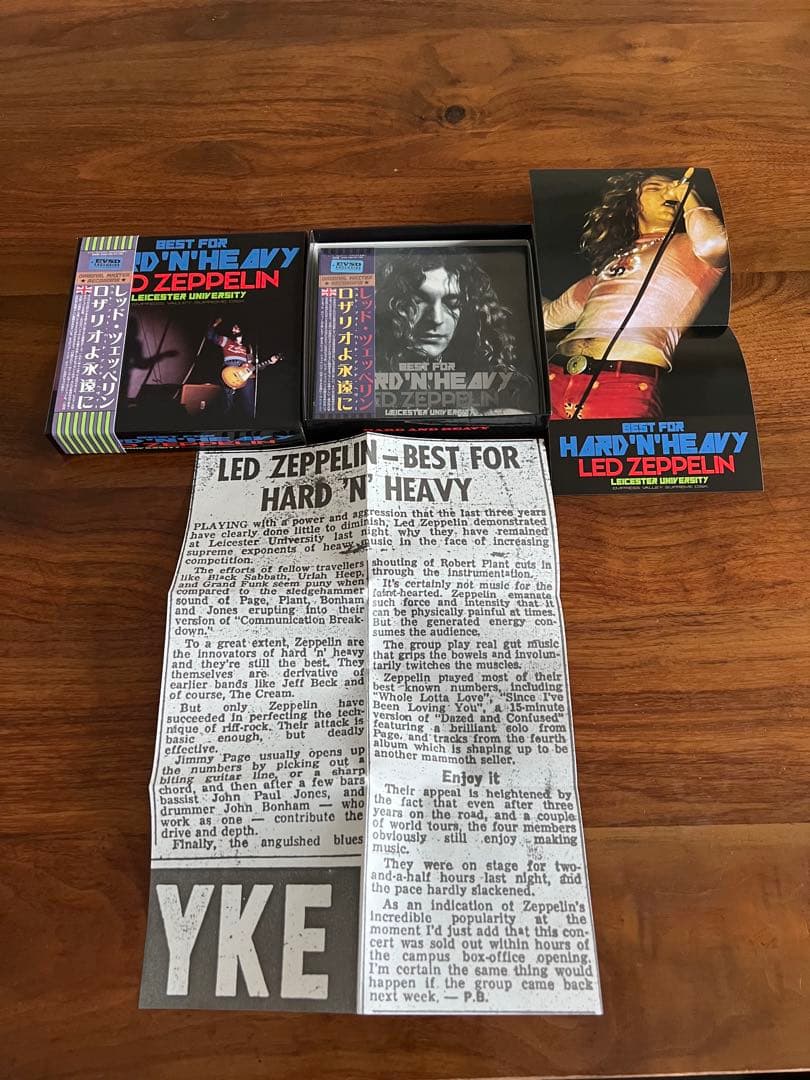 BEST FOR
RD'N'HEAVY
D ZEPPELIN
LEICESTER UNIVERSITY
EMPRESS VALLEY SUPREME DISK
EVSD
ORIGINAL MASTER
RECORDING
レッド・ツェッペリン
ロザリオよ永遠に
EVSD
ORIGINAL MASTER
RECORDING
レッド・ツェッペリン
ロザリオよ永遠に
BEST FOR
ARD'N'HEAVY
ED ZEPPELIN
LEICESTER UNIVERSITY
HARD AND HEAVY
BEST FOR
HARD'N'HEAVY
LED ZEPPELIN
LEICESTER UNIVERSITY
EMPRESS VALLEY SUPREME DISK
LED ZEPPELIN—BEST FOR
HARD 'N' HEAVY
PLAYING with a power and aggression that the last three years
have clearly done little to diminish, Led Zeppelin demonstrated
at Leicester University last night why they have remained
supreme exponents of heavy music in the face of increasing
competition.
The efforts of fellow travellers
like Black Sabbath, Uriah Heep,
and Grand Funk seem puny when
compared to the sledgehammer
sound of Page, Plant, Bonham
and Jones erupting into their
version of "Communication Break-
down."
To a great extent, Zeppelin are
the innovators of hard 'n' heavy
and they're still the best. They
themselves are derivative of
earlier bands like Jeff Beck and
of course, The Cream.
But only Zeppelin have
succeeded in perfecting the tech-
nique of riff-rock. Their attack is
basic enough, but deadly
effective.
Jimmy Page usually opens up
the numbers by picking out a
biting guitar line, or a sharp
chord, and then after a few bars
bassist John Paul Jones, and
drummer John Bonham — who
work as one — contribute the
drive and depth.
Finally, the anguished blues
YKE
shouting of Robert Plant cuts in
through the instrumentation.
It's certainly not music for the
faint-hearted. Zeppelin emanate
such force and intensity that it
can be physically painful at times.
But the generated energy con-
sumes the audience.
The group play real gut music
that grips the bowels and involun-
tarily twitches the muscles.
Zeppelin played most of their
best known numbers, including
"Whole Lotta Love", "Since I've
Been Loving You", a 15-minute
version of "Dazed and Confused"
featuring a brilliant solo from
Page, and tracks from the fourth
album which is shaping up to be
another mammoth seller.
Enjoy it
Their appeal is heightened by
the fact that even after three
years on the road, and a couple
of world tours, the four members
obviously still enjoy making
music.
They were on stage for two-
and-a-half hours last night, and
the pace hardly slackened.
As an indication of Zeppelin's
incredible popularity at the
moment I'd just add that this con-
cert was sold out within hours of
the campus box-office opening.
I'm certain the same thing would
happen if the group came back
next week. — P.B.